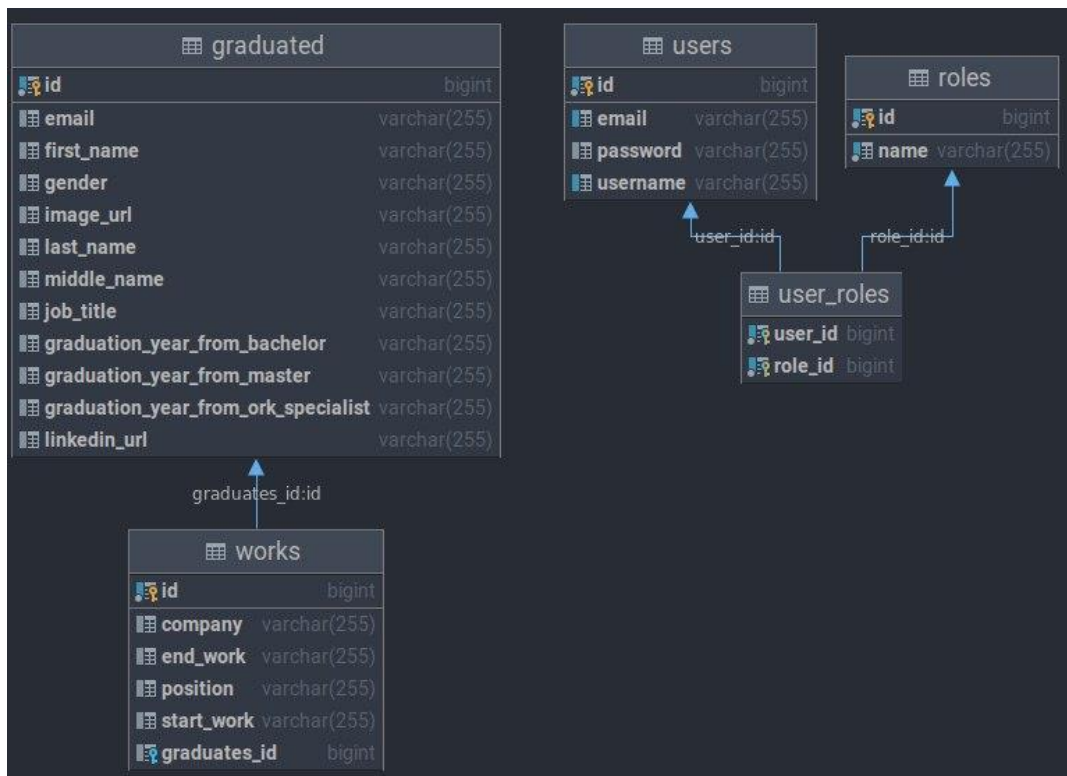 graduated
id bigint
email varchar(255)
first_name varchar(255)
gender varchar(255)
image_url varchar(255)
last_name varchar(255)
middle_name varchar(255)
job_title varchar(255)
graduation_year_from_bachelor varchar(255)
graduation_year_from_master varchar(255)
graduation_year_from_ork_specialist varchar(255)
linkedin_url varchar(255)
graduates_id:id
works
id bigint
company varchar(255)
end_work varchar(255)
position varchar(255)
start_work varchar(255)
graduates_id bigint
users
id bigint
email varchar(255)
password varchar(255)
username varchar(255)
roles
id bigint
name varchar(255)
user_id:id
role_id:id
user_roles
user_id bigint
role_id bigint